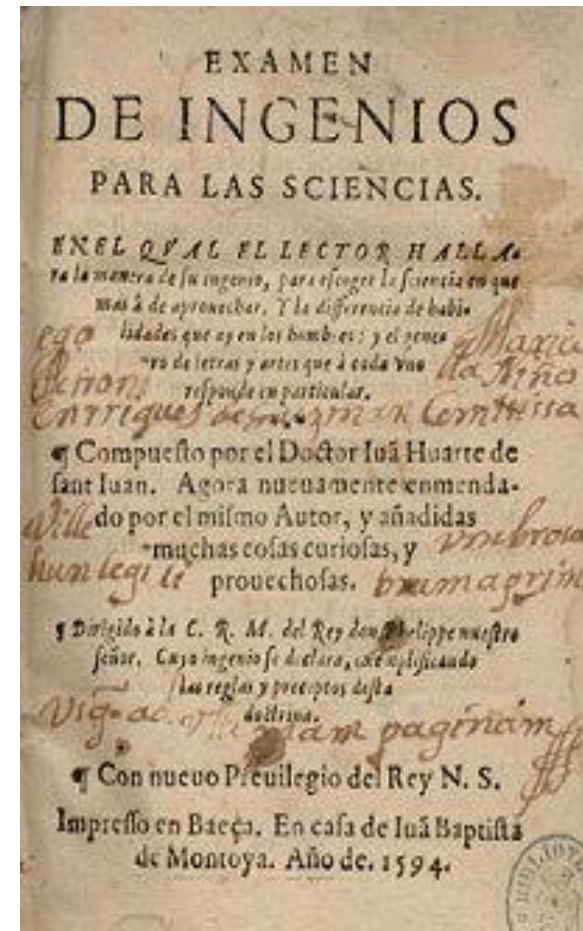 EXAMEN
DE INGENIOS
PARA LAS SCIENCIAS.
EN EL QVAL EL LECTOR HALLA-
ra la manera de su ingenio, para escoger la sciencia en que
mas à de aprouechar. Y la differencia de habi-
lidades que ay en los hombres: y el gene-
ro de letras y artes que à cada vno
responde en particular.
¶ Compuesto por el Doctor Iuã Huarte de
sant Iuan. Agora nueuamente enmenda-
do por el mismo Autor, y añadidas
muchas cosas curiosas, y
prouechosas.
¶ Dirigido à la C. R. M. del Rey don Phelippe nuestro
señor. Cuyo ingenio se declara, exemplificando
las reglas y preceptos desta
doctrina.
¶ Con nueuo Preuilegio del Rey N. S.
Impresso en Baeça. En casa de Iuã Baptista
de Montoya. Año de. 1594.